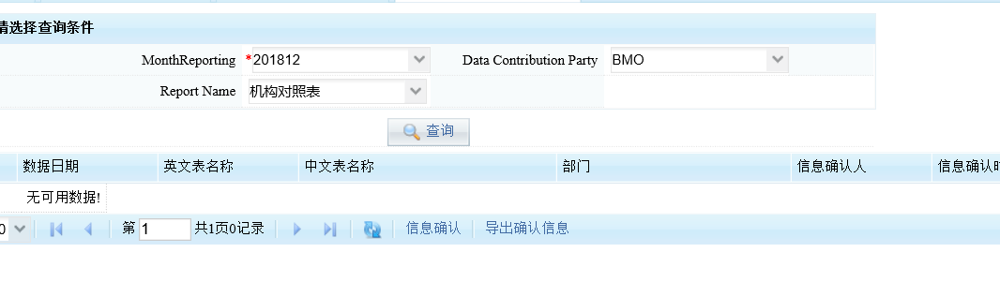 请选择查询条件
MonthReporting *201812 Data Contribution Party BMO
Report Name 机构对照表
查询
数据日期 英文表名称 中文表名称 部门 信息确认人 信息确认时
无可用数据!
0 第 1 共1页0记录 信息确认 导出确认信息